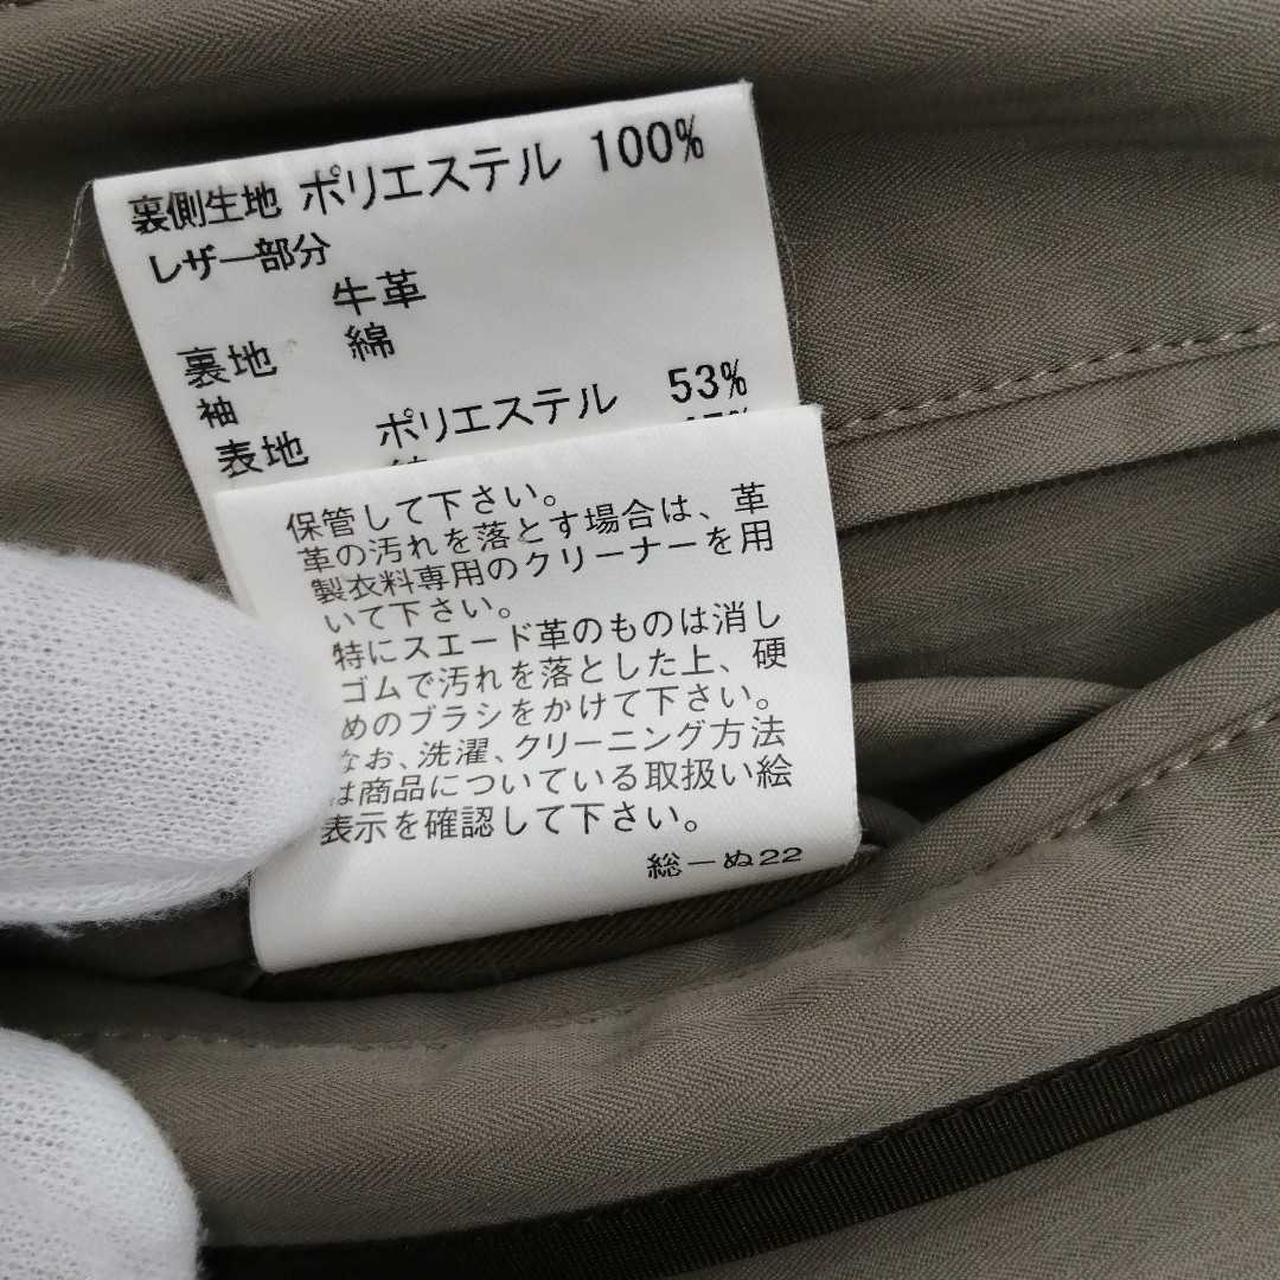 裏側生地 ポリエステル 100%
レザー部分
牛革
裏地 綿
袖
表地 ポリエステル 53%
保管して下さい。
革の汚れを落とす場合は、革
製衣料専用のクリーナーを用
いて下さい。
特にスエード革のものは消し
ゴムで汚れを落とした上、硬
めのブラシをかけて下さい。
なお、洗濯、クリーニング方法
は商品についている取扱い絵
表示を確認して下さい。
総ーぬ22